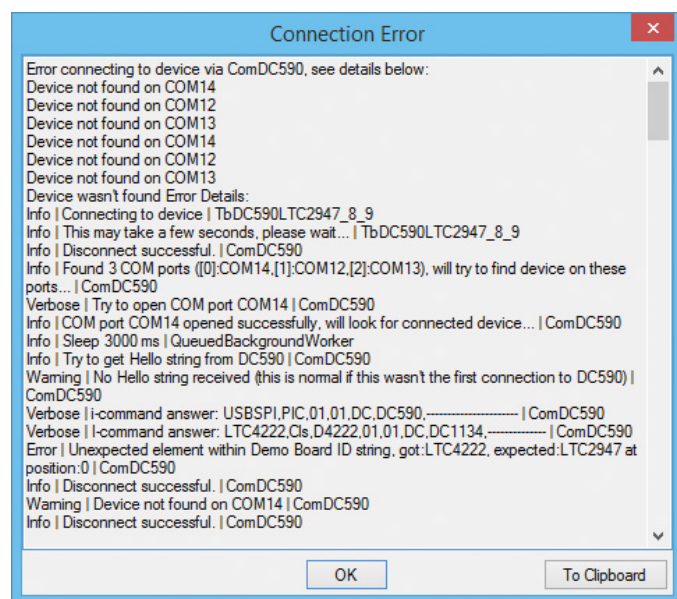 Connection Error
Error connecting to device via ComDC590, see details below:
Device not found on COM14
Device not found on COM12
Device not found on COM13
Device not found on COM14
Device not found on COM12
Device not found on COM13
Device wasn't found Error Details:
Info | Connecting to device | TbDC590LTC2947_8_9
Info | This may take a few seconds, please wait... | TbDC590LTC2947_8_9
Info | Disconnect successful. | ComDC590
Info | Found 3 COM ports ([0]:COM14,[1]:COM12,[2]:COM13), will try to find device on these
ports... | ComDC590
Verbose | Try to open COM port COM14 | ComDC590
Info | COM port COM14 opened successfully, will look for connected device... | ComDC590
Info | Sleep 3000 ms | QueuedBackgroundWorker
Info | Try to get Hello string from DC590 | ComDC590
Warning | No Hello string received (this is normal if this wasn't the first connection to DC590) |
ComDC590
Verbose | i-command answer: USBSPI,PIC,01,01,DC,DC590,---------------------- | ComDC590
Verbose | I-command answer: LTC4222,Cls,D4222,01,01,DC,DC1134,-------------- | ComDC590
Error | Unexpected element within Demo Board ID string, got:LTC4222, expected:LTC2947 at
position:0 | ComDC590
Info | Disconnect successful. | ComDC590
Warning | Device not found on COM14 | ComDC590
Info | Disconnect successful. | ComDC590
OK
To Clipboard